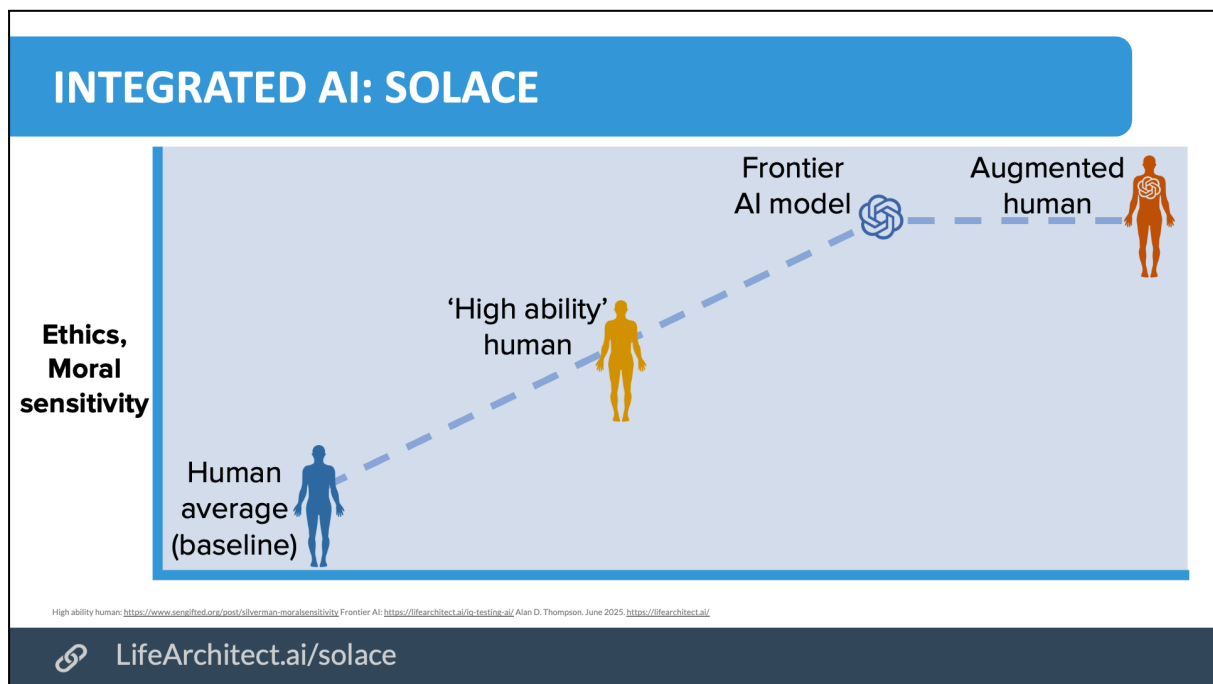 INTEGRATED AI: SOLACE
Frontier
AI model
Augmented
human
‘High ability’
human
Ethics,
Moral
sensitivity
Human
average
(baseline)
High ability human: https://www.sengifted.org/post/silverman-moralsensitivity Frontier AI: https://lifearchitect.ai/iq-testing-ai/ Alan D. Thompson. June 2025. https://lifearchitect.ai/
LifeArchitect.ai/solace